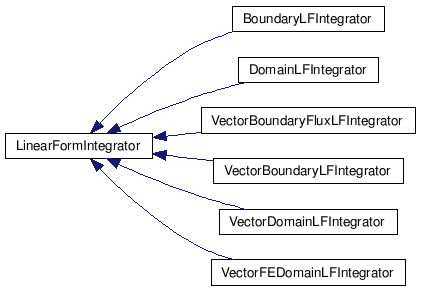 BoundaryLFIntegrator
DomainLFIntegrator
VectorBoundaryFluxLFIntegrator
LinearFormIntegrator
VectorBoundaryLFIntegrator
VectorDomainLFIntegrator
VectorFEDomainLFIntegrator